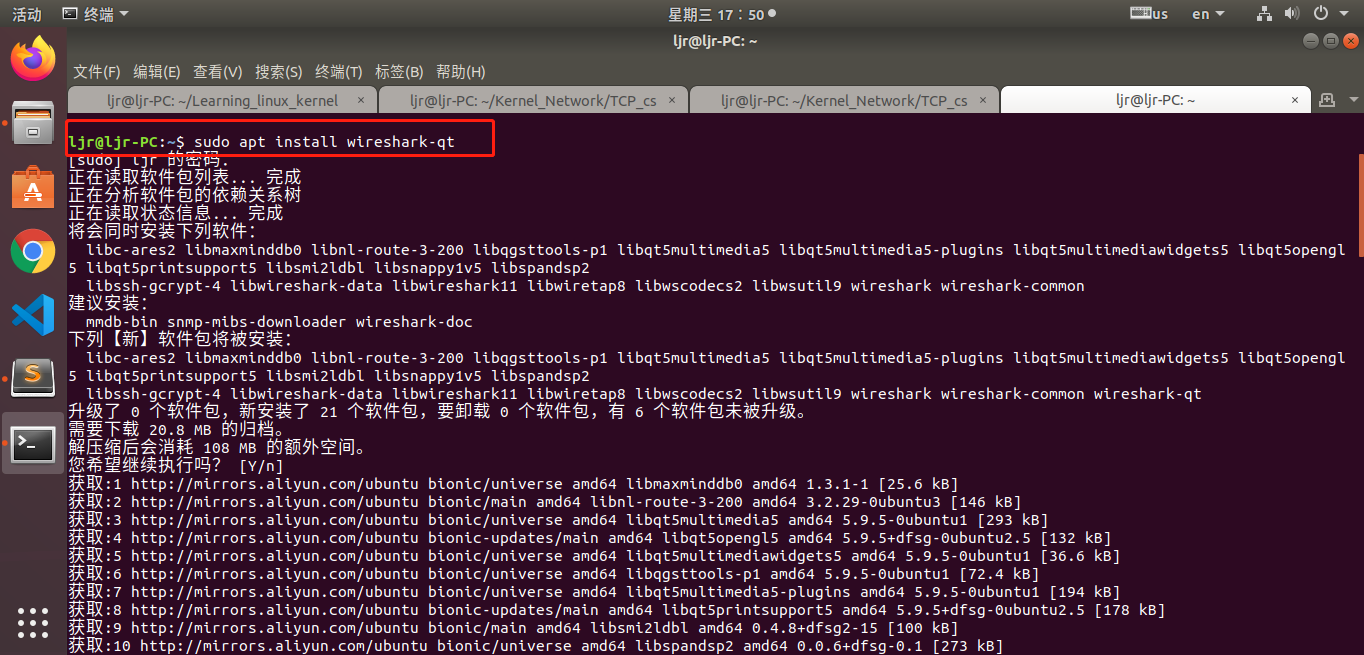 活动 终端 星期三 17：50 us en
ljr@ljr-PC: ~
文件(F) 编辑(E) 查看(V) 搜索(S) 终端(T) 标签(B) 帮助(H)
ljr@ljr-PC: ~/Learning_linux_kernel × ljr@ljr-PC: ~/Kernel_Network/TCP_cs × ljr@ljr-PC: ~/Kernel_Network/TCP_cs × ljr@ljr-PC: ~ ×
ljr@ljr-PC:~$ sudo apt install wireshark-qt
[sudo] ljr 的密码：
正在读取软件包列表... 完成
正在分析软件包的依赖关系树
正在读取状态信息... 完成
将会同时安装下列软件：
libc-ares2 libmaxminddb0 libnl-route-3-200 libqgsttools-p1 libqt5multimedia5 libqt5multimedia5-plugins libqt5multimediawidgets5 libqt5opengl
5 libqt5printsupport5 libsmi2ldbl libsnappy1v5 libspandsp2
libssh-gcrypt-4 libwireshark-data libwireshark11 libwiretap8 libwscodecs2 libwsutil9 wireshark wireshark-common
建议安装：
mmdb-bin snmp-mibs-downloader wireshark-doc
下列【新】软件包将被安装：
libc-ares2 libmaxminddb0 libnl-route-3-200 libqgsttools-p1 libqt5multimedia5 libqt5multimedia5-plugins libqt5multimediawidgets5 libqt5opengl
5 libqt5printsupport5 libsmi2ldbl libsnappy1v5 libspandsp2
libssh-gcrypt-4 libwireshark-data libwireshark11 libwiretap8 libwscodecs2 libwsutil9 wireshark wireshark-common wireshark-qt
升级了 0 个软件包，新安装了 21 个软件包，要卸载 0 个软件包，有 6 个软件包未被升级。
需要下载 20.8 MB 的归档。
解压缩后会消耗 108 MB 的额外空间。
您希望继续执行吗？ [Y/n]
获取:1 http://mirrors.aliyun.com/ubuntu bionic/universe amd64 libmaxminddb0 amd64 1.3.1-1 [25.6 kB]
获取:2 http://mirrors.aliyun.com/ubuntu bionic/main amd64 libnl-route-3-200 amd64 3.2.29-0ubuntu3 [146 kB]
获取:3 http://mirrors.aliyun.com/ubuntu bionic/universe amd64 libqt5multimedia5 amd64 5.9.5-0ubuntu1 [293 kB]
获取:4 http://mirrors.aliyun.com/ubuntu bionic-updates/main amd64 libqt5opengl5 amd64 5.9.5+dfsg-0ubuntu2.5 [132 kB]
获取:5 http://mirrors.aliyun.com/ubuntu bionic/universe amd64 libqt5multimediawidgets5 amd64 5.9.5-0ubuntu1 [36.6 kB]
获取:6 http://mirrors.aliyun.com/ubuntu bionic/universe amd64 libqgsttools-p1 amd64 5.9.5-0ubuntu1 [72.4 kB]
获取:7 http://mirrors.aliyun.com/ubuntu bionic/universe amd64 libqt5multimedia5-plugins amd64 5.9.5-0ubuntu1 [194 kB]
获取:8 http://mirrors.aliyun.com/ubuntu bionic-updates/main amd64 libqt5printsupport5 amd64 5.9.5+dfsg-0ubuntu2.5 [178 kB]
获取:9 http://mirrors.aliyun.com/ubuntu bionic/main amd64 libsmi2ldbl amd64 0.4.8+dfsg2-15 [100 kB]
获取:10 http://mirrors.aliyun.com/ubuntu bionic/universe amd64 libspandsp2 amd64 0.0.6+dfsg-0.1 [273 kB]